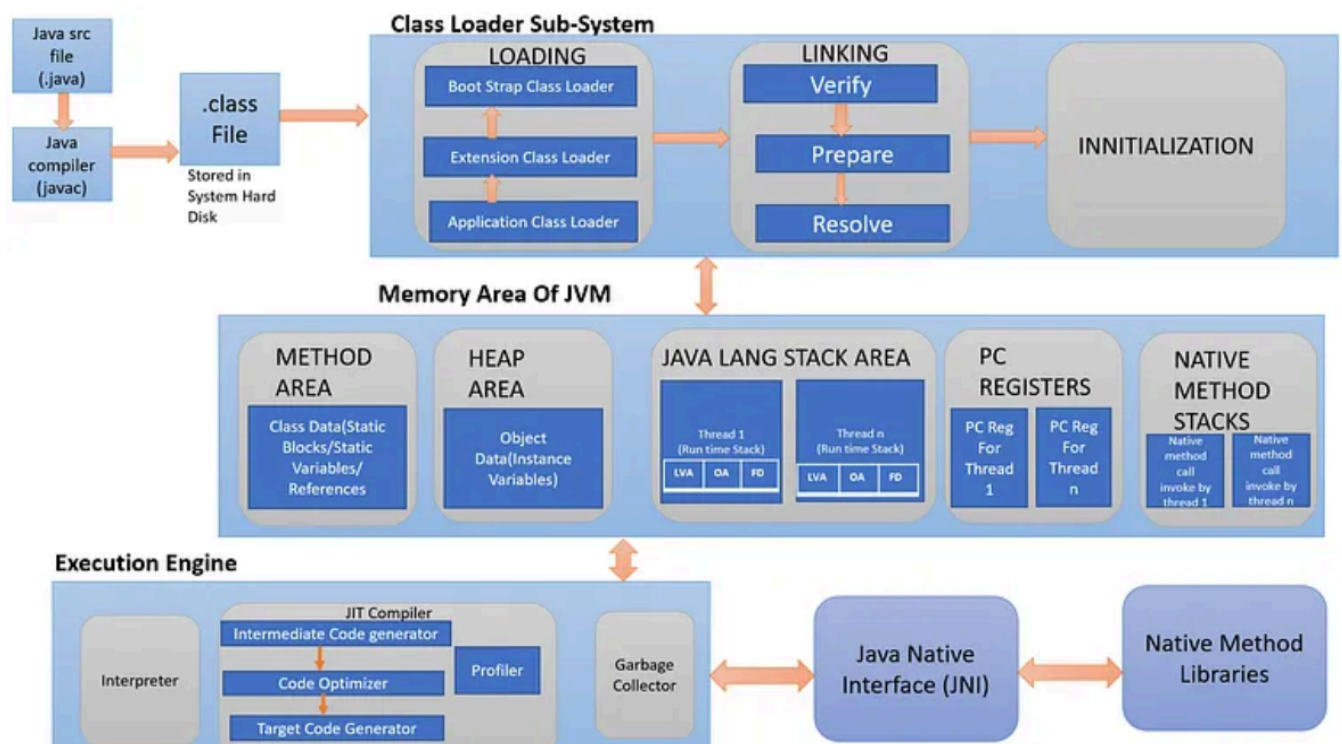 Class Loader Sub-System
Java src
file
(.java)
Java
compiler
(javac)
.class
File
Stored in
System Hard
Disk
LOADING
Boot Strap Class Loader
Extension Class Loader
Application Class Loader
LINKING
Verify
Prepare
Resolve
INNITIALIZATION
Memory Area Of JVM
METHOD
AREA
Class Data(Static
Blocks/Static
Variables/
References
HEAP
AREA
Object
Data(Instance
Variables)
JAVA LANG STACK AREA
Thread 1
(Run time Stack)
LVA OA FD
Thread n
(Run time Stack)
LVA OA FD
PC
REGISTERS
PC Reg
For
Thread
1
PC Reg
For
Thread
n
NATIVE
METHOD
STACKS
Native
method
call
invoke by
thread 1
Native
method
call
invoke by
thread n
Execution Engine
Interpreter
JIT Compiler
Intermediate Code generator
Code Optimizer
Target Code Generator
Profiler
Garbage
Collector
Java Native
Interface (JNI)
Native Method
Libraries